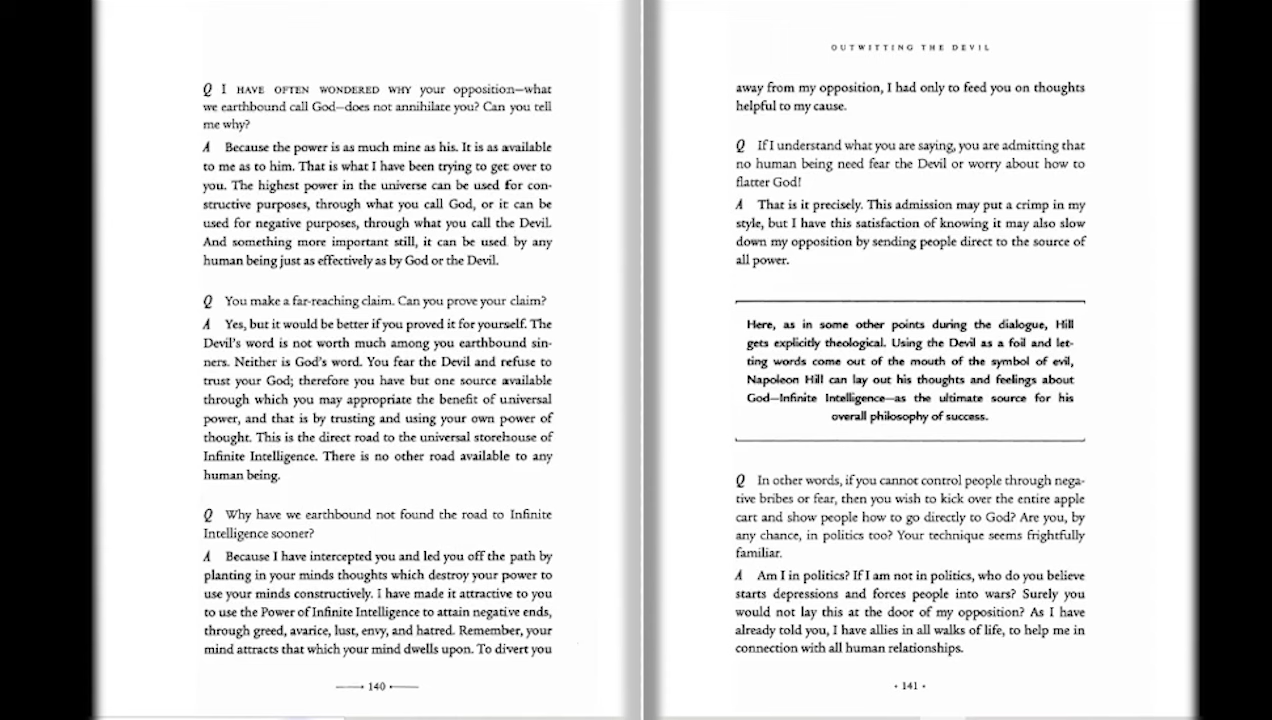 Q I HAVE OFTEN WONDERED WHY your opposition—what
we earthbound call God—does not annihilate you? Can you tell
me why?
A Because the power is as much mine as his. It is as available
to me as to him. That is what I have been trying to get over to
you. The highest power in the universe can be used for con-
structive purposes, through what you call God, or it can be
used for negative purposes, through what you call the Devil.
And something more important still, it can be used by any
human being just as effectively as by God or the Devil.
Q You make a far-reaching claim. Can you prove your claim?
A Yes, but it would be better if you proved it for yourself. The
Devil's word is not worth much among you earthbound sin-
ners. Neither is God's word. You fear the Devil and refuse to
trust your God; therefore you have but one source available
through which you may appropriate the benefit of universal
power, and that is by trusting and using your own power of
thought. This is the direct road to the universal storehouse of
Infinite Intelligence. There is no other road available to any
human being.
Q Why have we earthbound not found the road to Infinite
Intelligence sooner?
A Because I have intercepted you and led you off the path by
planting in your minds thoughts which destroy your power to
use your minds constructively. I have made it attractive to you
to use the Power of Infinite Intelligence to attain negative ends,
through greed, avarice, lust, envy, and hatred. Remember, your
mind attracts that which your mind dwells upon. To divert you
140
OUTWITTING THE DEVIL
away from my opposition, I had only to feed you on thoughts
helpful to my cause.
Q If I understand what you are saying, you are admitting that
no human being need fear the Devil or worry about how to
flatter God!
A That is it precisely. This admission may put a crimp in my
style, but I have this satisfaction of knowing it may also slow
down my opposition by sending people direct to the source of
all power.
Here, as in some other points during the dialogue, Hill
gets explicitly theological. Using the Devil as a foil and let-
ting words come out of the mouth of the symbol of evil,
Napoleon Hill can lay out his thoughts and feelings about
God—Infinite Intelligence—as the ultimate source for his
overall philosophy of success.
Q In other words, if you cannot control people through nega-
tive bribes or fear, then you wish to kick over the entire apple
cart and show people how to go directly to God? Are you, by
any chance, in politics too? Your technique seems frightfully
familiar.
A Am I in politics? If I am not in politics, who do you believe
starts depressions and forces people into wars? Surely you
would not lay this at the door of my opposition? As I have
already told you, I have allies in all walks of life, to help me in
connection with all human relationships.
• 141 •